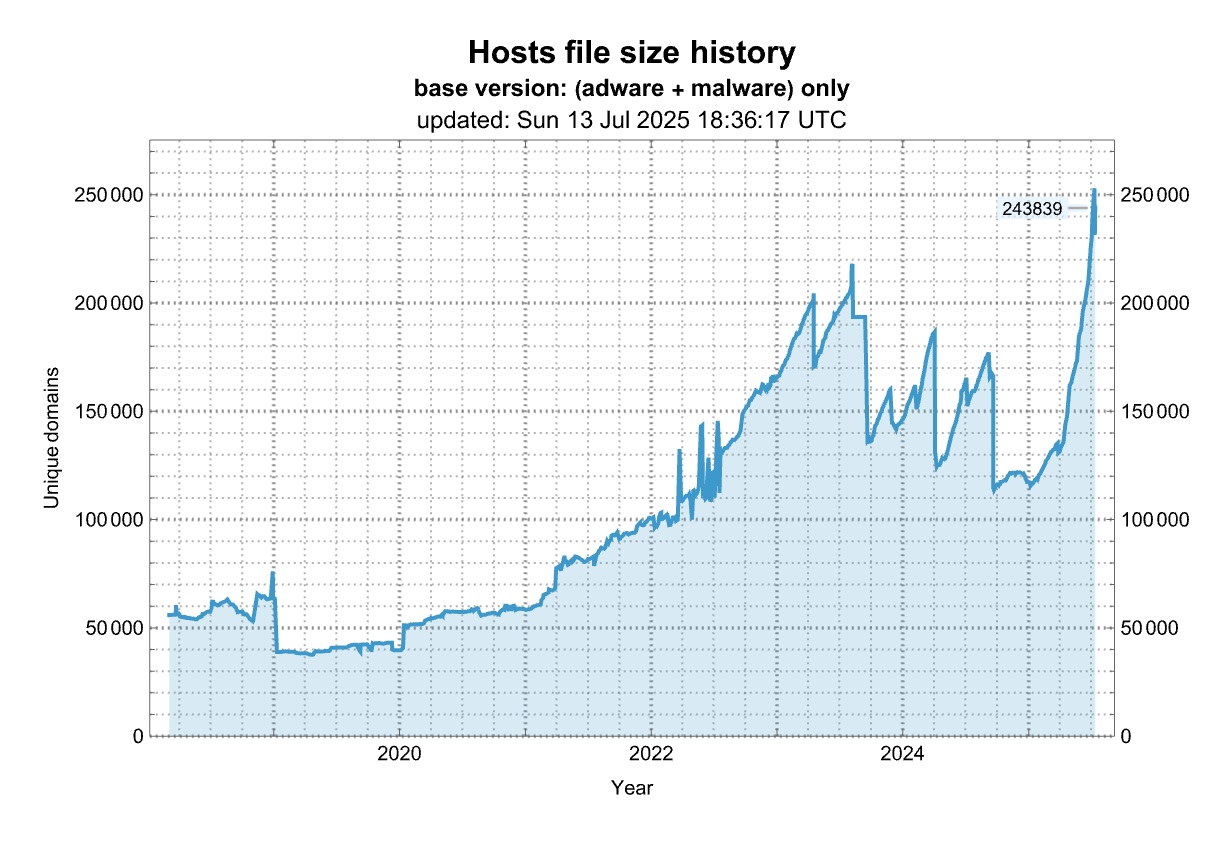 Hosts file size history
base version: (adware + malware) only
updated: Sun 13 Jul 2025 18:36:17 UTC
250 000 250 000
243839
200 000 200 000
150 000 150 000
Unique domains
100 000 100 000
50 000 50 000
0 0
2020 2022 2024
Year